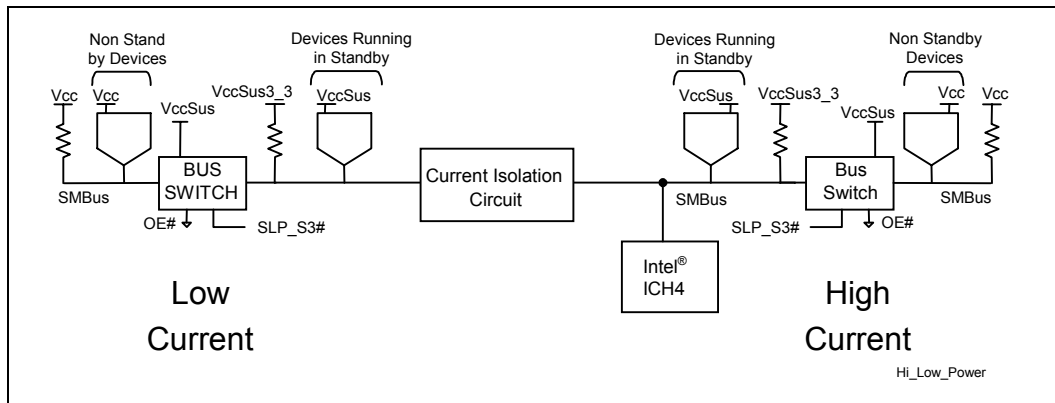 Non Stand
by Devices
Devices Running
in Standby
Devices Running
in Standby
Non Standby
Devices
Vcc
Vcc
VccSus
VccSus3_3
VccSus
VccSus
VccSus3_3
VccSus
Vcc
Vcc
BUS
SWITCH
Current Isolation
Circuit
Bus
Switch
SMBus
SMBus
SMBus
OE#
SLP_S3#
SLP_S3#
OE#
Intel®
ICH4
Low
Current
High
Current
Hi_Low_Power